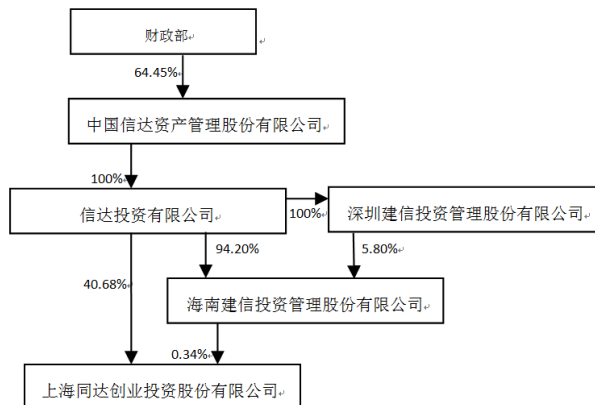 财政部
64.45%
中国信达资产管理股份有限公司
100%
信达投资有限公司
100%
深圳建信投资管理股份有限公司
94.20%
5.80%
40.68%
海南建信投资管理股份有限公司
0.34%
上海同达创业投资股份有限公司